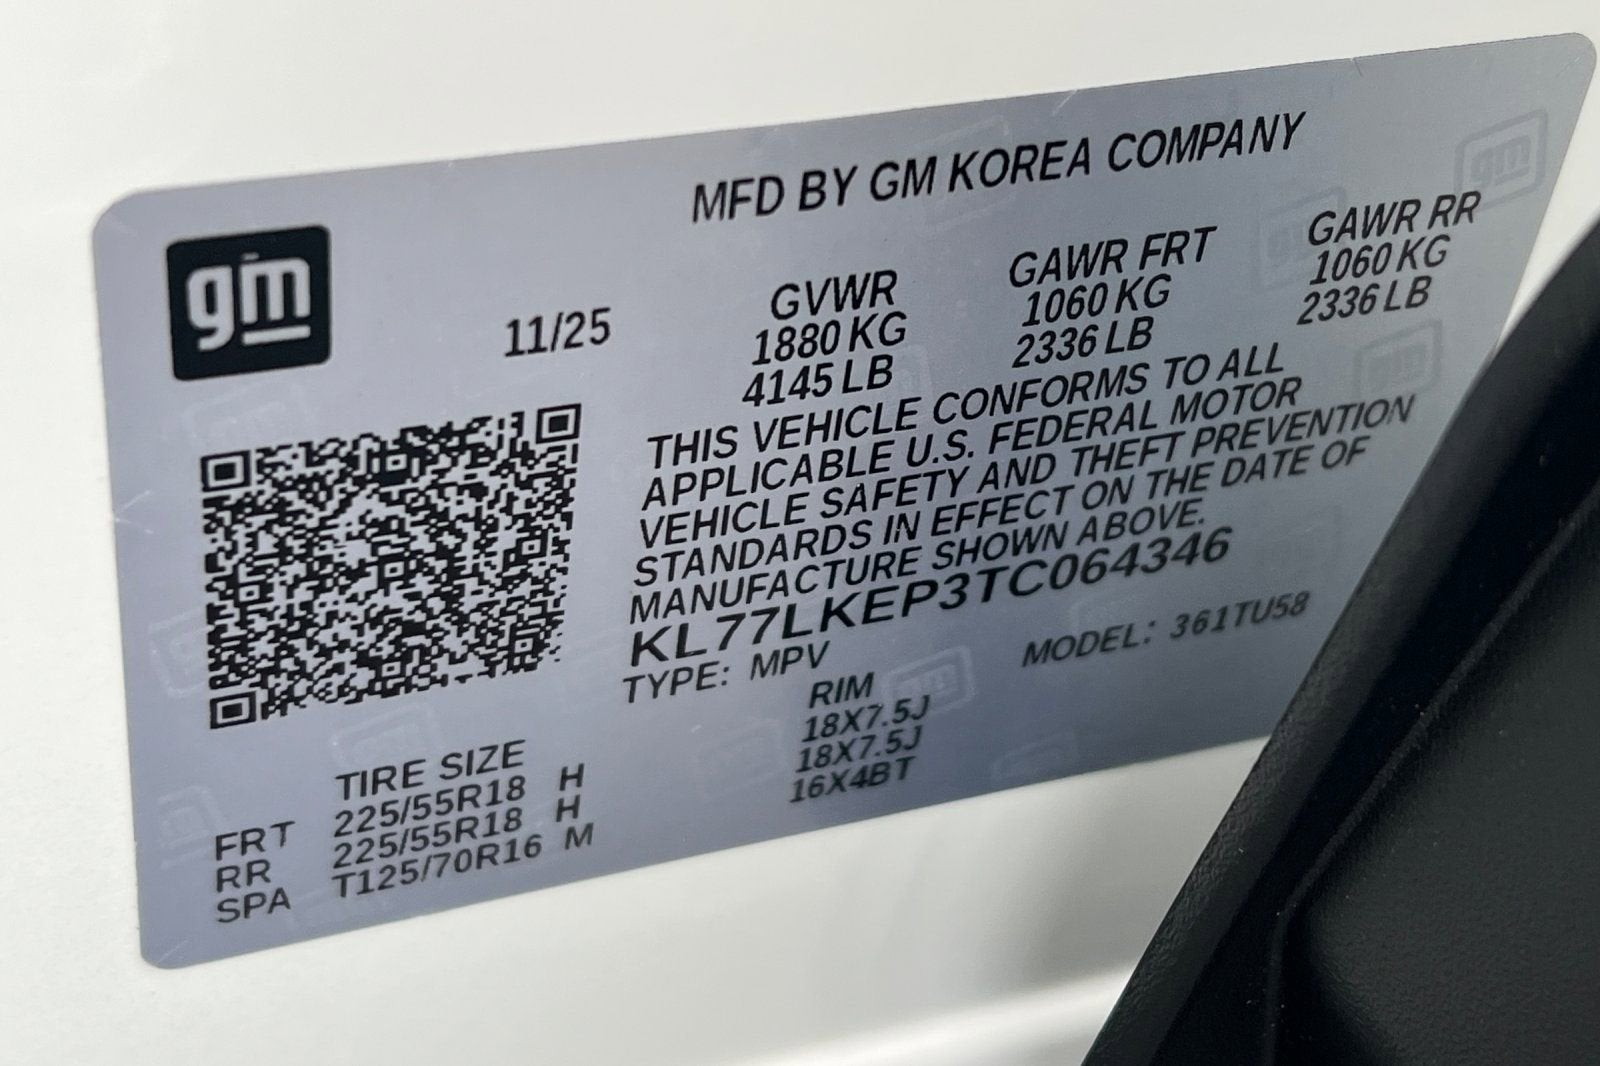 MFD BY GM KOREA COMPANY
gm
11/25
GVWR GAWR FRT GAWR RR
1880 KG 1060 KG 1060 KG
4145 LB 2336 LB 2336 LB
THIS VEHICLE CONFORMS TO ALL
APPLICABLE U.S. FEDERAL MOTOR
VEHICLE SAFETY AND THEFT PREVENTION
STANDARDS IN EFFECT ON THE DATE OF
MANUFACTURE SHOWN ABOVE.
KL77LKEP3TC064346
TYPE: MPV MODEL: 361TU58
TIRE SIZE RIM
FRT 225/55R18 H 18X7.5J
RR 225/55R18 H 18X7.5J
SPA T125/70R16 M 16X4BT